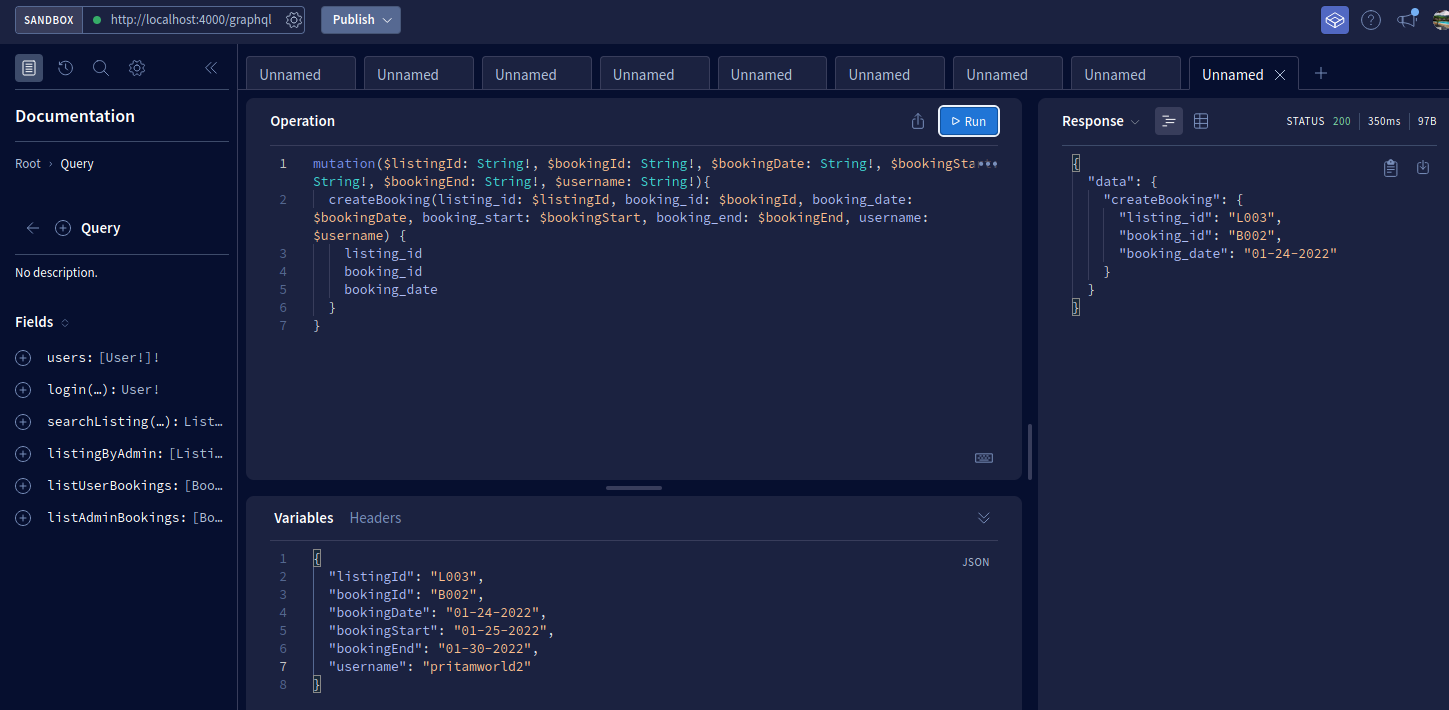 SANDBOX http://localhost:4000/graphql Publish
Documentation
Root › Query
Query
No description.
Fields
users: [User!]!
login(…): User!
searchListing(…): List…
listingByAdmin: [Listi…
listUserBookings: [Boo…
listAdminBookings: [Bo…
Unnamed Unnamed Unnamed Unnamed Unnamed Unnamed Unnamed Unnamed Unnamed
Operation Run
1 mutation($listingId: String!, $bookingId: String!, $bookingDate: String!, $bookingSta
String!, $bookingEnd: String!, $username: String!){
2 createBooking(listing_id: $listingId, booking_id: $bookingId, booking_date:
$bookingDate, booking_start: $bookingStart, booking_end: $bookingEnd, username:
$username) {
3 listing_id
4 booking_id
5 booking_date
6 }
7 }
Variables Headers
JSON
1 {
2 "listingId": "L003",
3 "bookingId": "B002",
4 "bookingDate": "01-24-2022",
5 "bookingStart": "01-25-2022",
6 "bookingEnd": "01-30-2022",
7 "username": "pritamworld2"
8 }
Response STATUS 200 350ms 97B
{
"data": {
"createBooking": {
"listing_id": "L003",
"booking_id": "B002",
"booking_date": "01-24-2022"
}
}
}